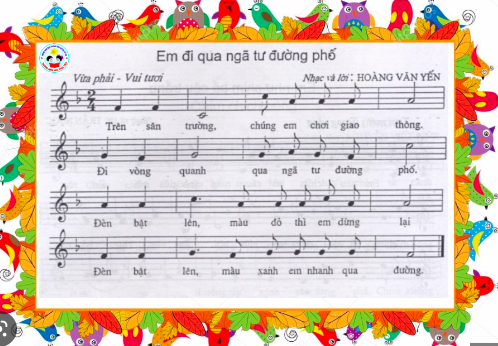 Em đi qua ngã tư đường phố
Vừa phải - Vui tươi
Nhạc và lời : HOÀNG VĂN YẾN
Trên sân trường, chúng em chơi giao thông.
Đi vòng quanh qua ngã tư đường phố.
Đèn bật lên, màu đỏ thì em dừng lại
Đèn bật lên, màu xanh em nhanh qua đường.